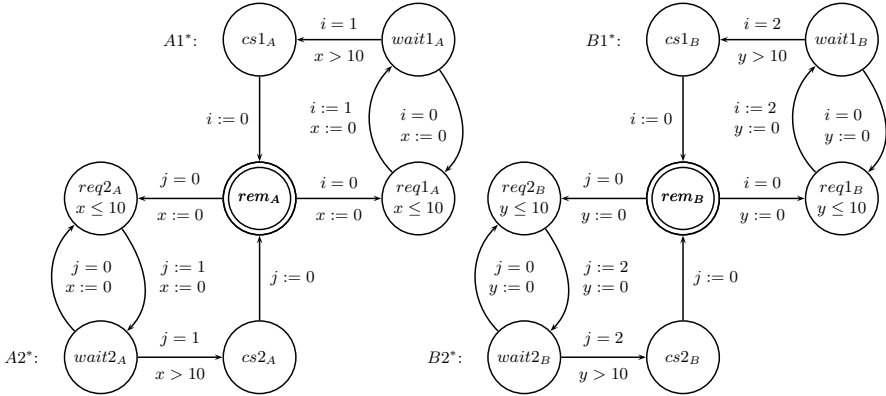 A1*:
cs1_A
i = 1
x > 10
wait1_A
i := 0
i := 1
x := 0
i = 0
x := 0
req2_A
x ≤ 10
j = 0
x := 0
rem_A
i = 0
x := 0
req1_A
x ≤ 10
j = 0
x := 0
j := 1
x := 0
j := 0
A2*:
wait2_A
j = 1
x > 10
cs2_A
B1*:
cs1_B
i = 2
y > 10
wait1_B
i := 0
i := 2
y := 0
i = 0
y := 0
req2_B
y ≤ 10
j = 0
y := 0
rem_B
i = 0
y := 0
req1_B
y ≤ 10
j = 0
y := 0
j := 2
y := 0
j := 0
B2*:
wait2_B
j = 2
y > 10
cs2_B